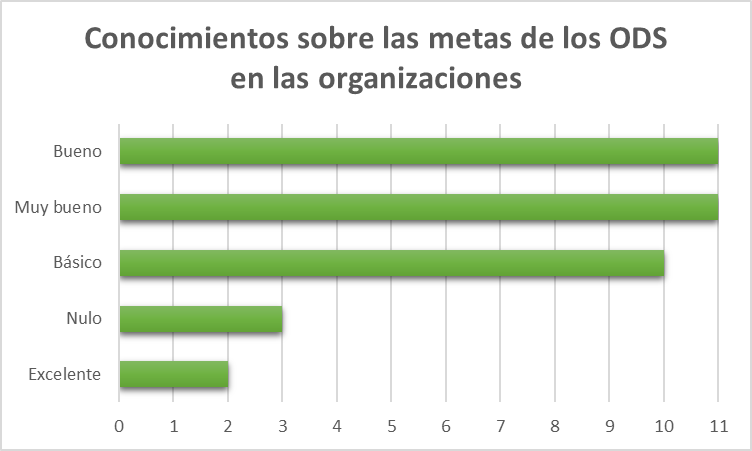 Conocimientos sobre las metas de los ODS
en las organizaciones
Bueno
Muy bueno
Básico
Nulo
Excelente
0 1 2 3 4 5 6 7 8 9 10 11